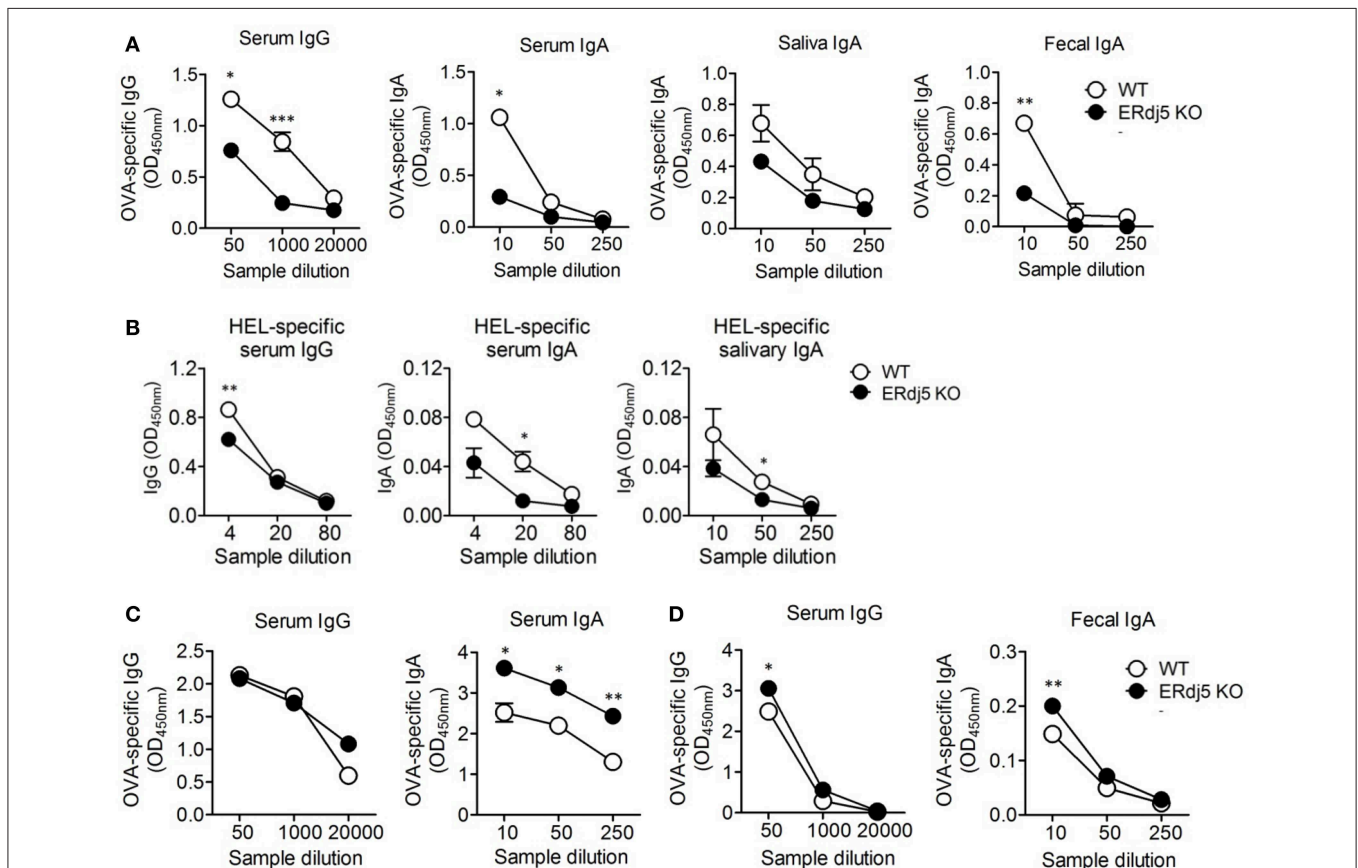 A
Serum IgG
OVA-specific IgG
(OD450nm)
1.5
1.0
0.5
0.0
*
***
50 1000 20000
Sample dilution
Serum IgA
OVA-specific IgA
(OD450nm)
1.5
1.0
0.5
0.0
*
10 50 250
Sample dilution
Saliva IgA
OVA-specific IgA
(OD450nm)
1.0
0.8
0.6
0.4
0.2
0.0
10 50 250
Sample dilution
Fecal IgA
OVA-specific IgA
(OD450nm)
1.0
0.8
0.6
0.4
0.2
0.0
**
10 50 250
Sample dilution
WT
ERdj5 KO
B
HEL-specific
serum IgG
IgG (OD450nm)
1.2
0.8
0.4
0.0
**
4 20 80
Sample dilution
HEL-specific
serum IgA
IgA (OD450nm)
0.12
0.08
0.04
0.00
*
4 20 80
Sample dilution
HEL-specific
salivary IgA
IgA (OD450nm)
0.12
0.08
0.04
0.00
*
10 50 250
Sample dilution
WT
ERdj5 KO
C
Serum IgG
OVA-specific IgG
(OD450nm)
2.5
2.0
1.5
1.0
0.5
0.0
50 1000 20000
Sample dilution
Serum IgA
OVA-specific IgA
(OD450nm)
4
3
2
1
*
*
**
10 50 250
Sample dilution
D
Serum IgG
OVA-specific IgG
(OD450nm)
4
3
2
1
0
*
50 1000 20000
Sample dilution
Fecal IgA
OVA-specific IgA
(OD450nm)
0.3
0.2
0.1
0.0
**
10 50 250
Sample dilution
WT
ERdj5 KO